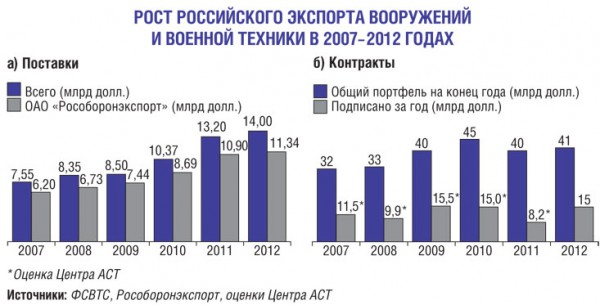 РОСТ РОССИЙСКОГО ЭКСПОРТА ВООРУЖЕНИЙ
И ВОЕННОЙ ТЕХНИКИ В 2007–2012 ГОДАХ
а) Поставки
Всего (млрд долл.)
ОАО «Рособоронэкспорт» (млрд долл.)
7,55 6,20 8,35 6,73 8,50 7,44 10,37 8,69 13,20 10,90 14,00 11,34
2007 2008 2009 2010 2011 2012
б) Контракты
Общий портфель на конец года (млрд долл.)
Подписано за год (млрд долл.)
32 11,5* 33 9,9* 40 15,5* 45 15,0* 40 8,2* 41 15
2007 2008 2009 2010 2011 2012
*Оценка Центра АСТ
Источники: ФСВТС, Рособоронэкспорт, оценки Центра АСТ